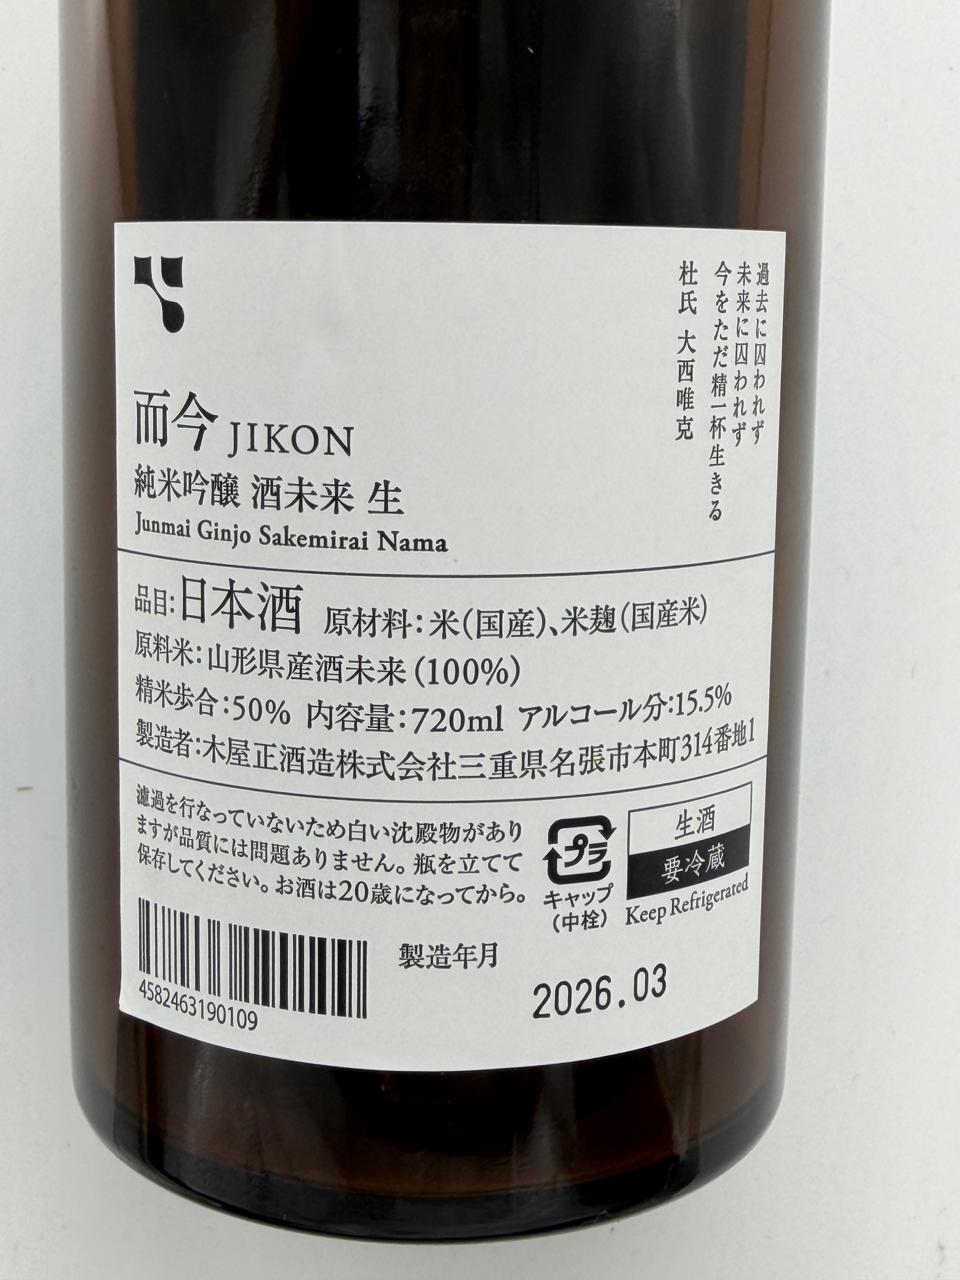 過去に囚われず
未来に囚われず
今をただ精一杯生きる
杜氏 大西唯克
而今 JIKON
純米吟醸 酒未来 生
Junmai Ginjo Sakemirai Nama
品目:日本酒 原材料:米(国産)、米麹(国産米)
原料米:山形県産酒未来(100%)
精米歩合:50% 内容量:720ml アルコール分:15.5%
製造者:木屋正酒造株式会社三重県名張市本町314番地1
濾過を行なっていないため白い沈殿物があり
ますが品質には問題ありません。瓶を立てて
保存してください。お酒は20歳になってから。
プラ
キャップ
(中栓)
生酒
要冷蔵
Keep Refrigerated
製造年月
2026.03
4582463190109